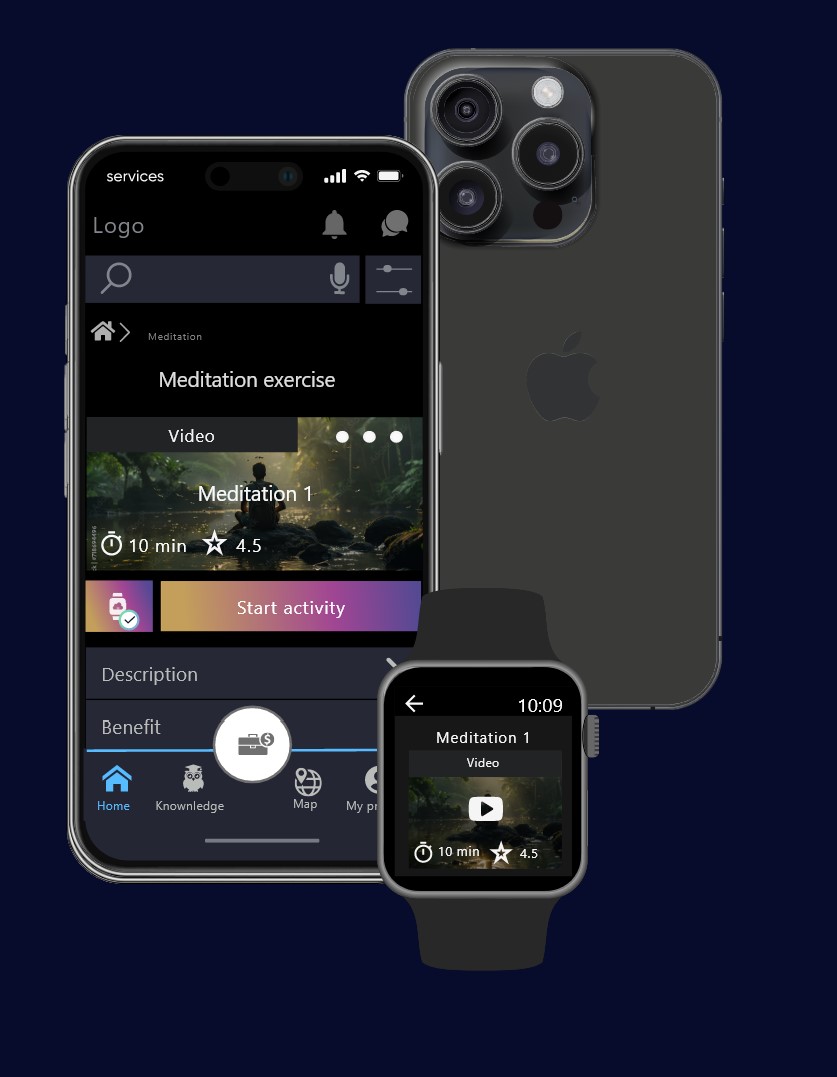 services
Logo
Meditation
Meditation exercise
Video
Meditation 1
10 min 4.5
Start activity
Description
Benefit
Home Knownledge Map My pr
10:09
Meditation 1
Video
10 min 4.5